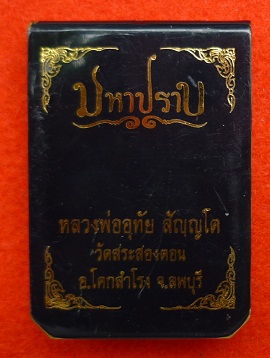 มหาปราบ
หลวงพ่ออุทัย สัญญโต
วัดสระสองตอน
อ.โคกสำโรง จ.ลพบุรี